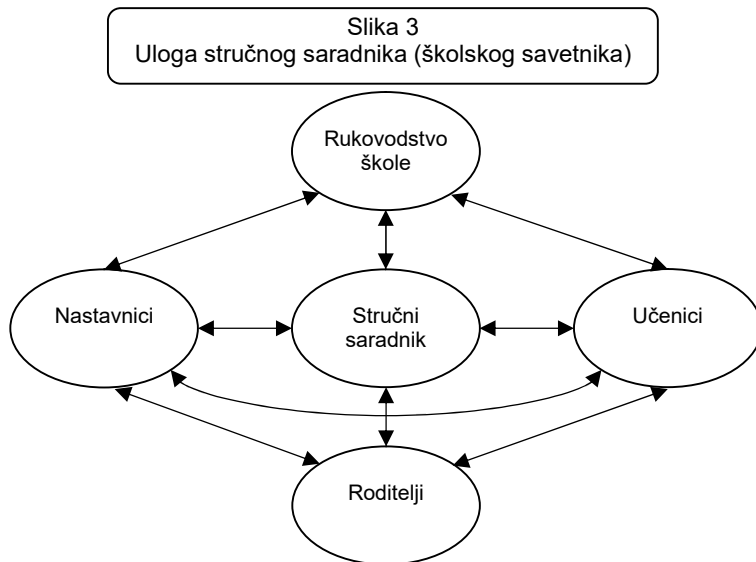 Slika 3
Uloga stručnog saradnika (školskog savetnika)
Rukovodstvo
škole
Nastavnici
Stručni
saradnik
Učenici
Roditelji